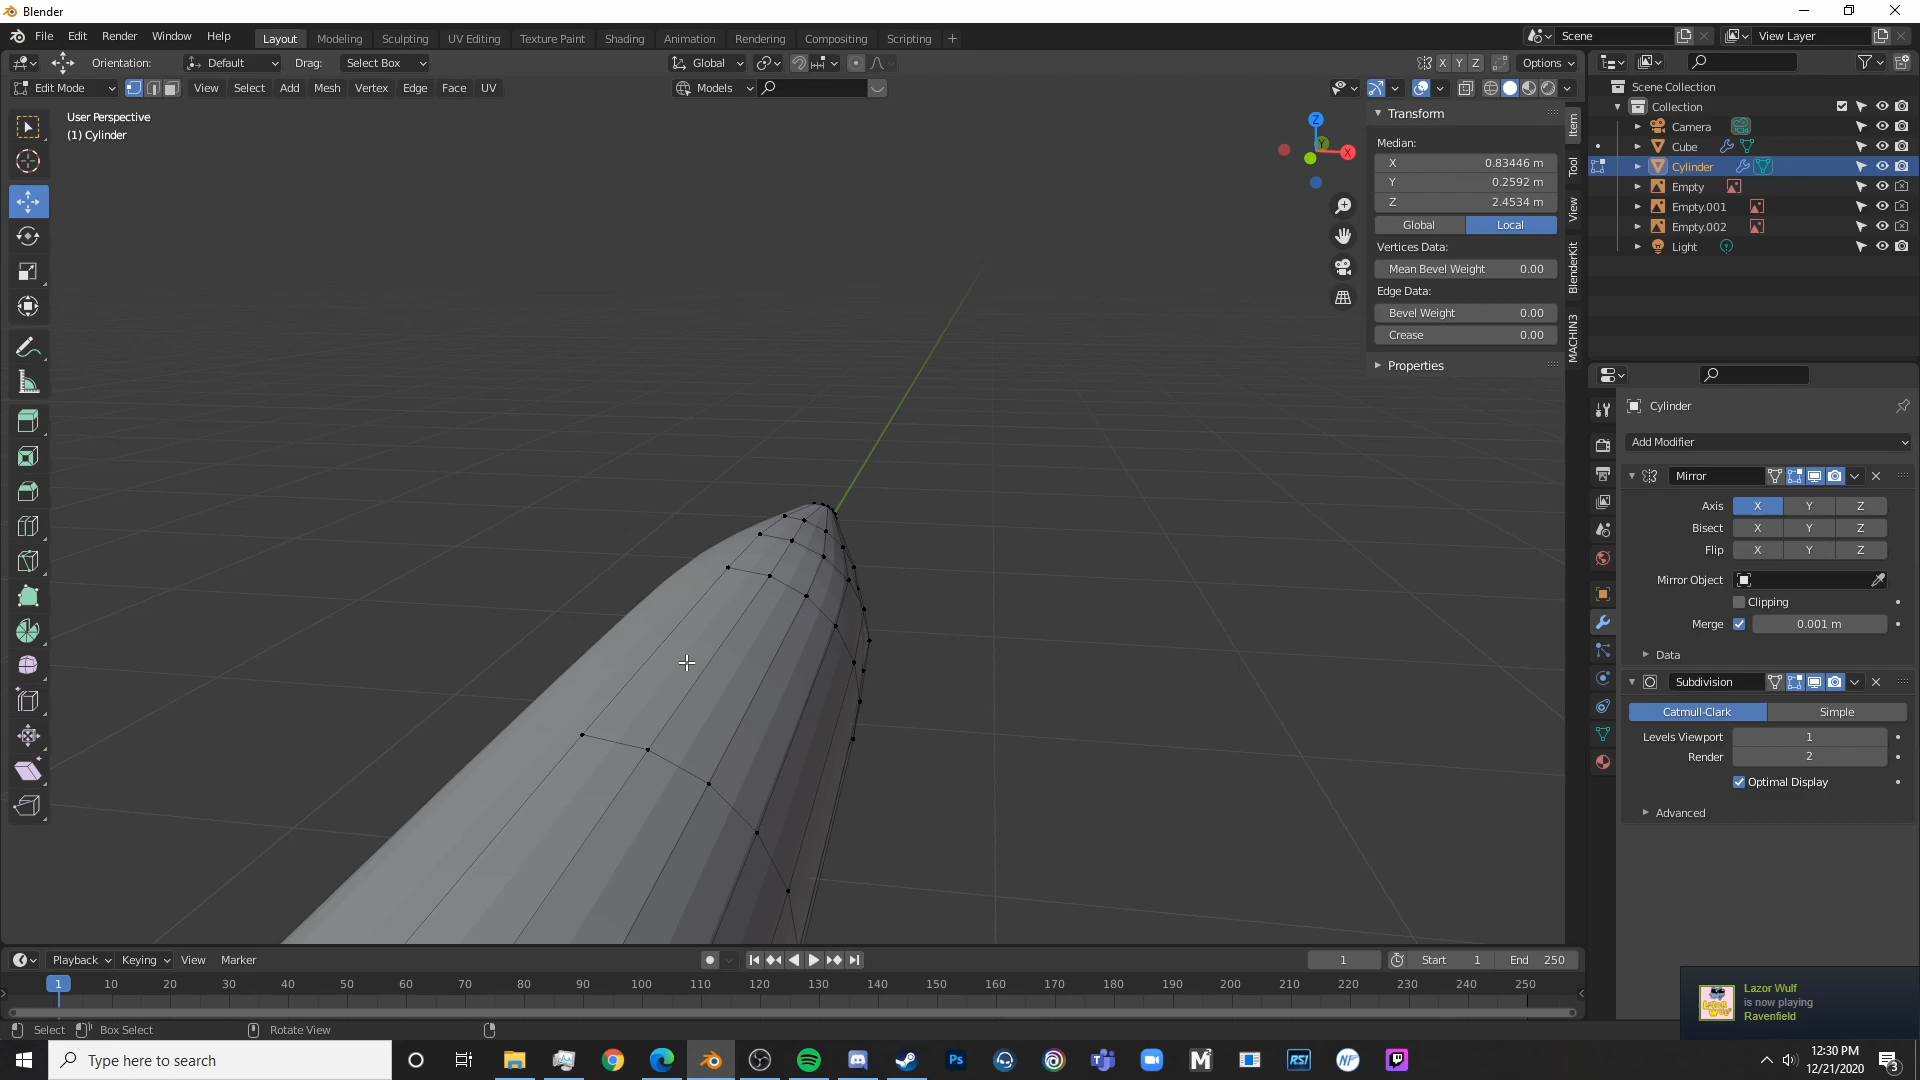 Blender
File Edit Render Window Help Layout Modeling Sculpting UV Editing Texture Paint Shading Animation Rendering Compositing Scripting + Scene View Layer
Orientation: Default Drag: Select Box Global X Y Z Options
Edit Mode View Select Add Mesh Vertex Edge Face UV Models
User Perspective
(1) Cylinder
Z
Y
X
Transform
Median:
X 0.83446 m
Y 0.2592 m
Z 2.4534 m
Global Local
Vertices Data:
Mean Bevel Weight 0.00
Edge Data:
Bevel Weight 0.00
Crease 0.00
Properties
Item
Tool
View
BlenderKit
MACHIN3
Scene Collection
Collection
Camera
Cube
Cylinder
Empty
Empty.001
Empty.002
Light
Cylinder
Add Modifier
Mirror
Axis X Y Z
Bisect X Y Z
Flip X Y Z
Mirror Object
Clipping
Merge 0.001 m
Data
Subdivision
Catmull-Clark Simple
Levels Viewport 1
Render 2
Optimal Display
Advanced
Playback Keying View Marker 1 Start 1 End 250
1 10 20 30 40 50 60 70 80 90 100 110 120 130 140 150 160 170 180 190 200 210 220 230 240 250
Select Box Select Rotate View
Lazor Wulf
is now playing
Ravenfield
Type here to search
Ps
RSI
NP
12:30 PM
12/21/2020
3